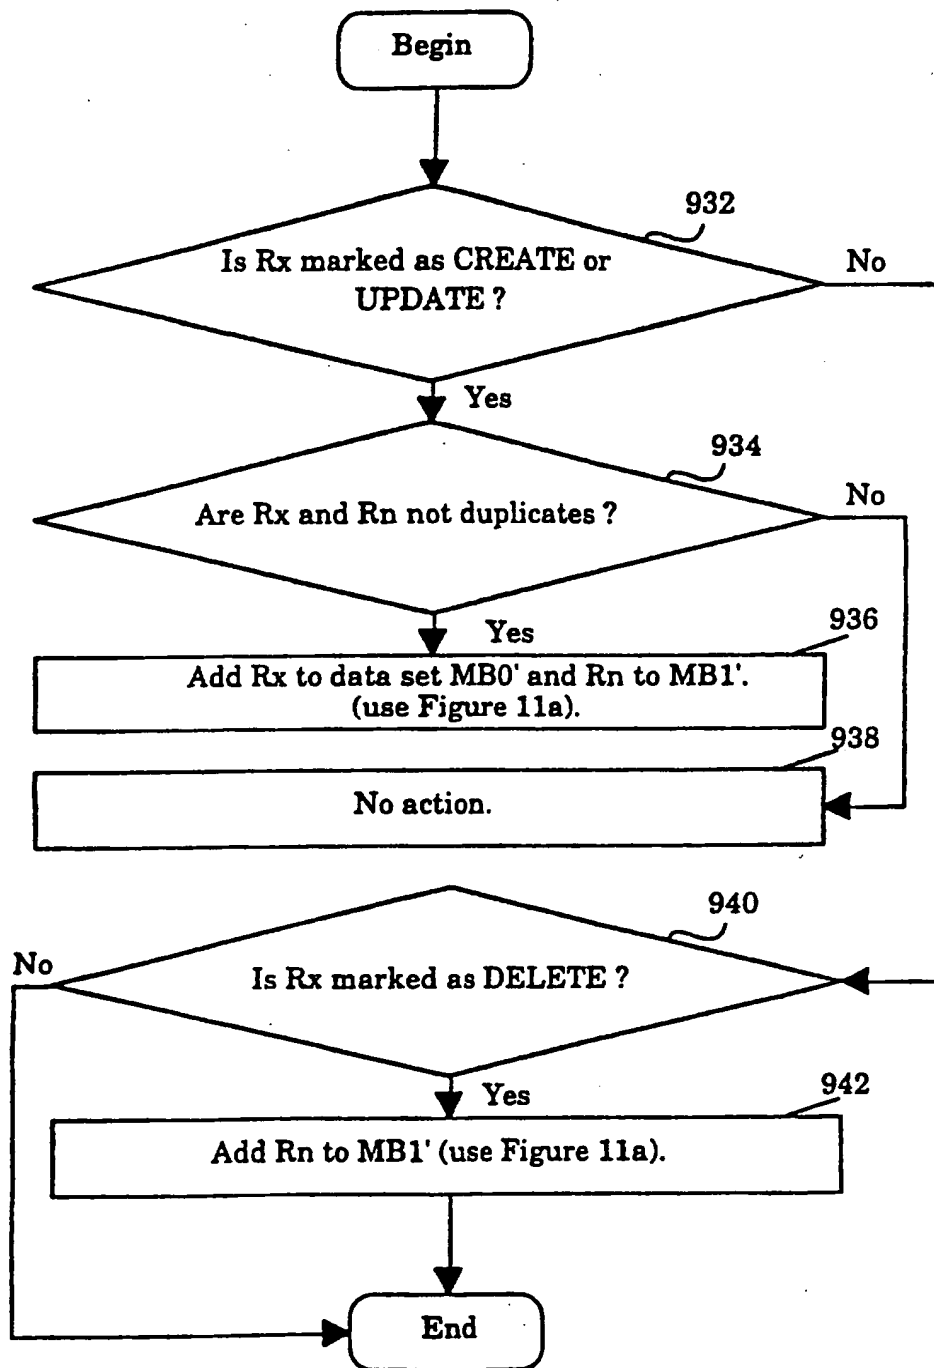 Begin
932
Is Rx marked as CREATE or
UPDATE ?
No
Yes
934
Are Rx and Rn not duplicates ?
No
Yes
936
Add Rx to data set MB0' and Rn to MB1'.
(use Figure 11a).
938
No action.
940
No
Is Rx marked as DELETE ?
Yes
942
Add Rn to MB1' (use Figure 11a).
End